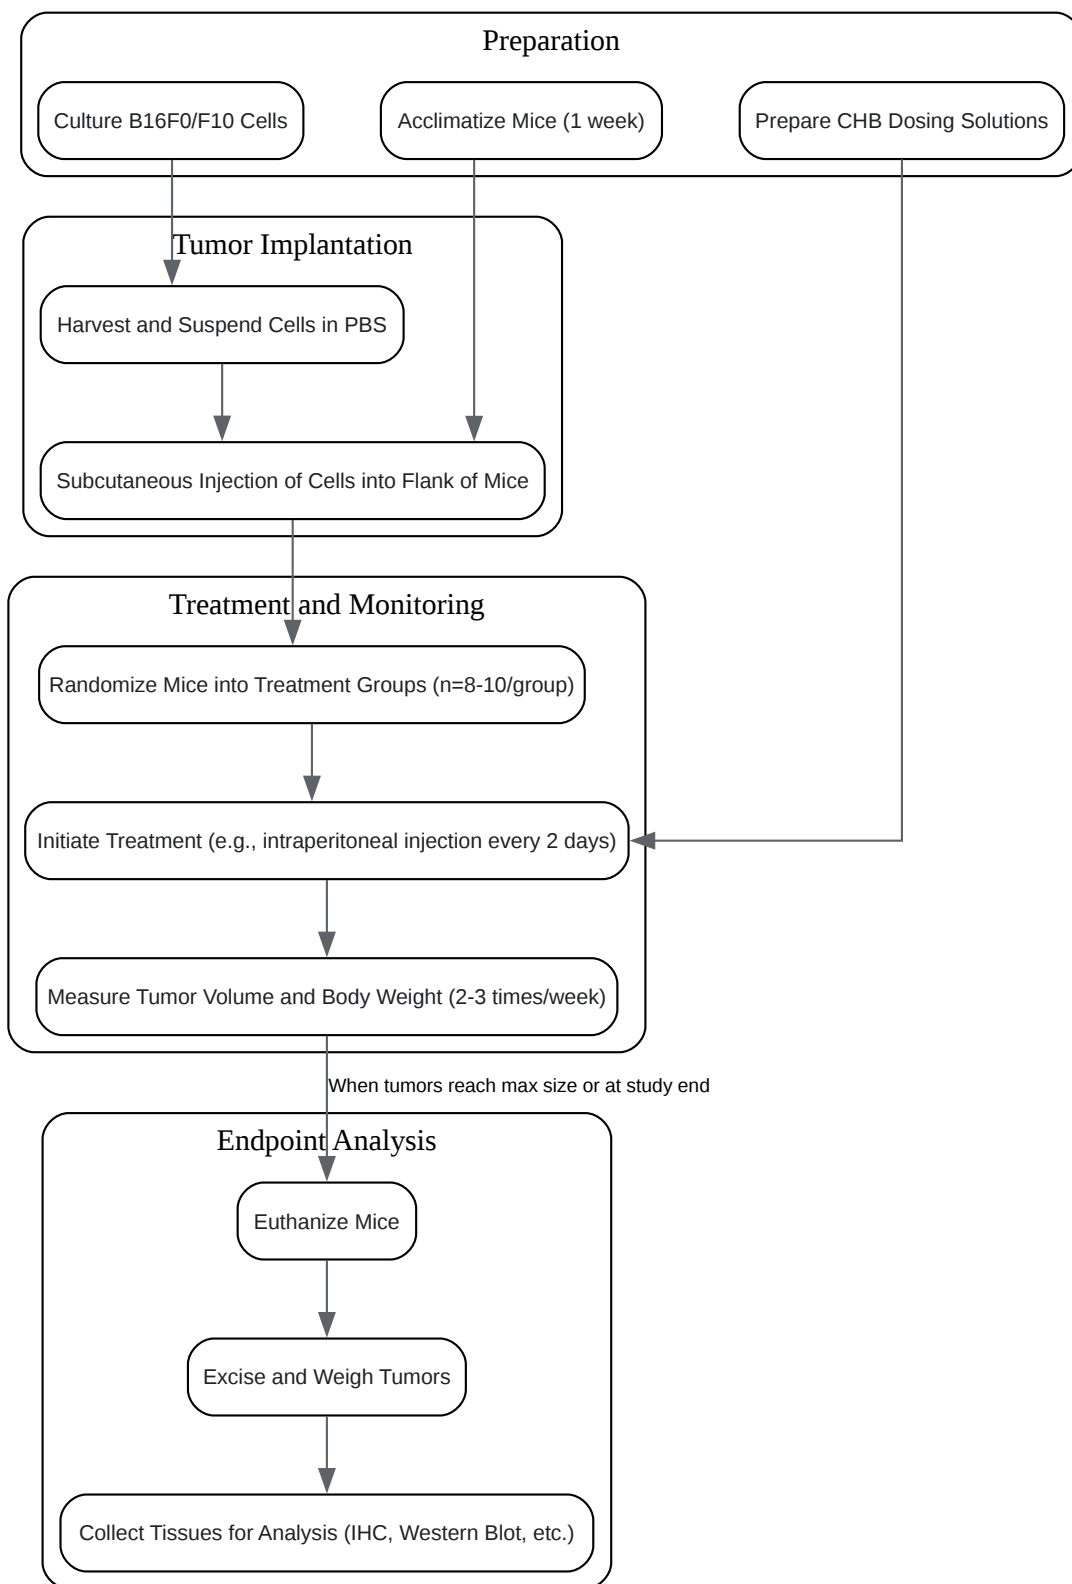 Preparation
Culture B16F0/F10 Cells
Acclimatize Mice (1 week)
Prepare CHB Dosing Solutions
Tumor Implantation
Harvest and Suspend Cells in PBS
Subcutaneous Injection of Cells into Flank of Mice
Treatment and Monitoring
Randomize Mice into Treatment Groups (n=8-10/group)
Initiate Treatment (e.g., intraperitoneal injection every 2 days)
Measure Tumor Volume and Body Weight (2-3 times/week)
When tumors reach max size or at study end
Endpoint Analysis
Euthanize Mice
Excise and Weigh Tumors
Collect Tissues for Analysis (IHC, Western Blot, etc.)